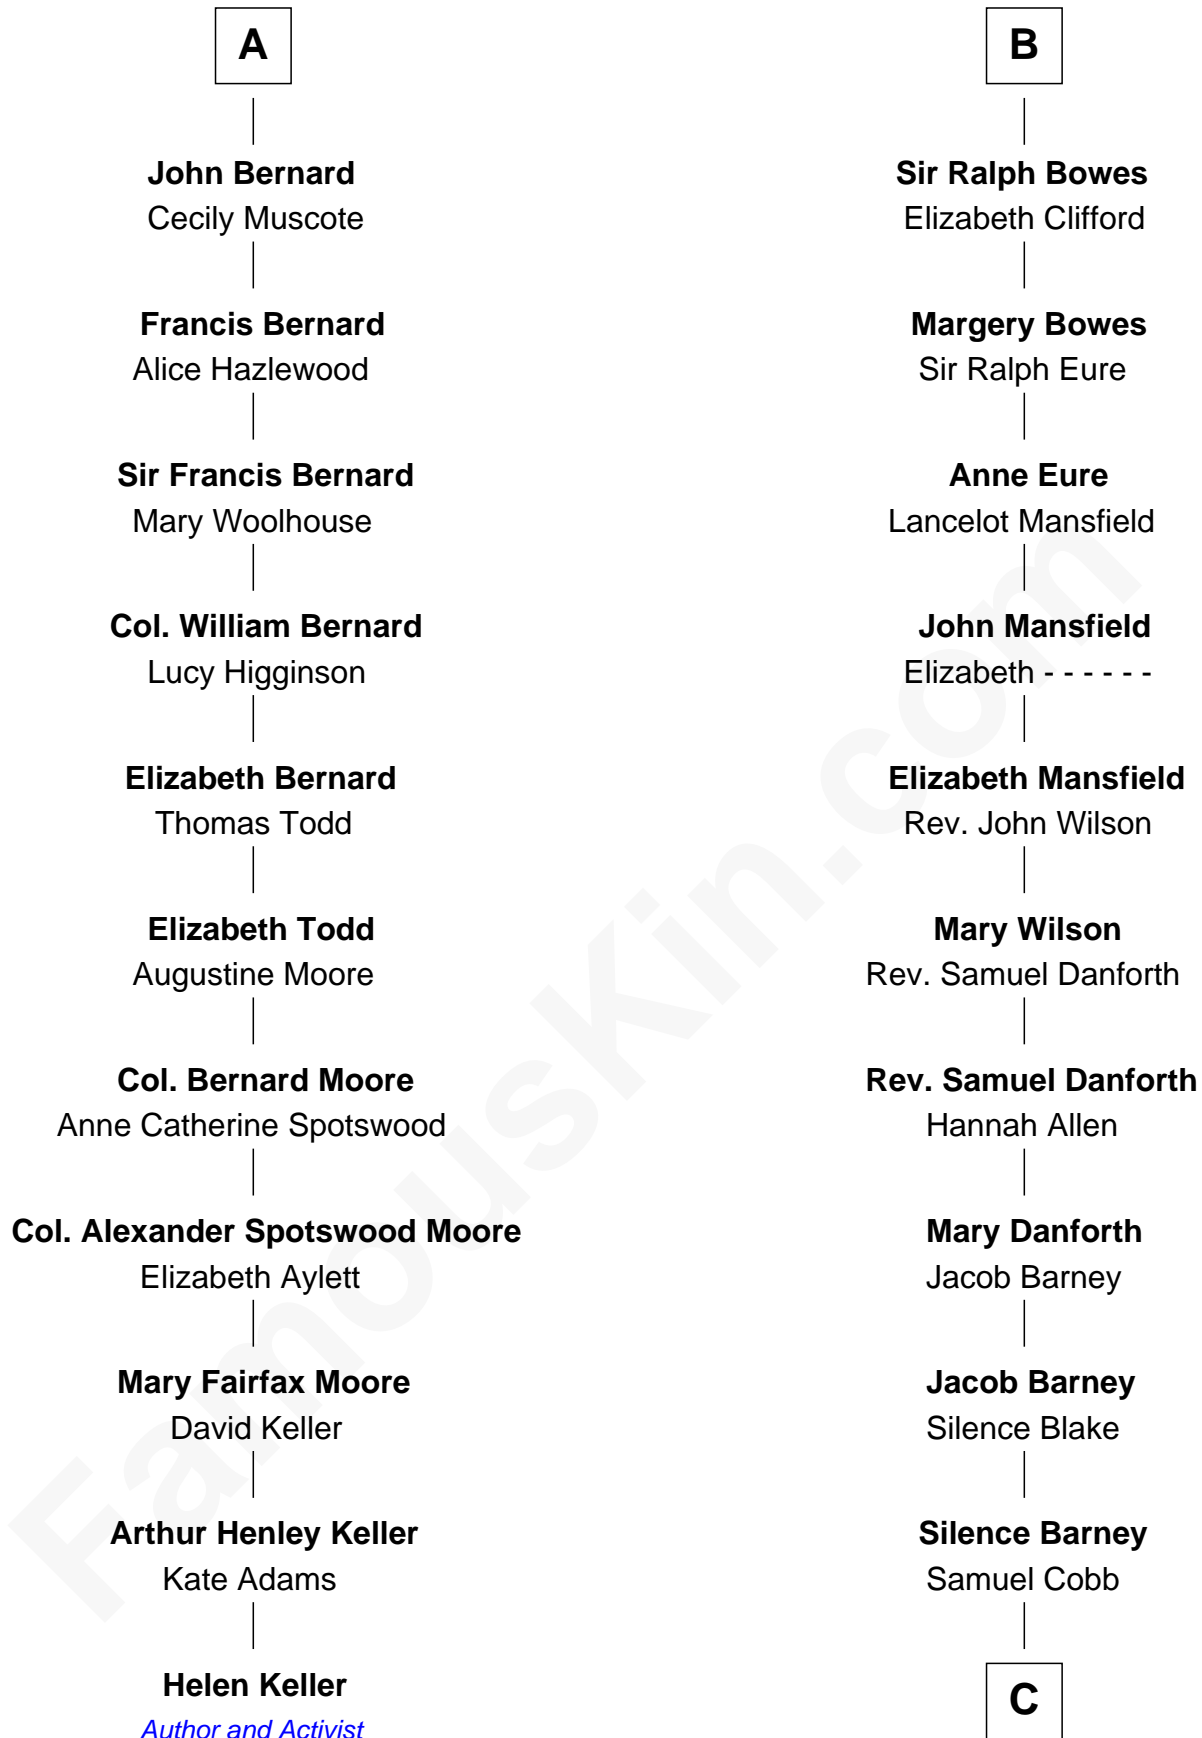 A
John Bernard
Cecily Muscote
Francis Bernard
Alice Hazlewood
Sir Francis Bernard
Mary Woolhouse
Col. William Bernard
Lucy Higginson
Elizabeth Bernard
Thomas Todd
Elizabeth Todd
Augustine Moore
Col. Bernard Moore
Anne Catherine Spotswood
Col. Alexander Spotswood Moore
Elizabeth Aylett
Mary Fairfax Moore
David Keller
Arthur Henley Keller
Kate Adams
Helen Keller
Author and Activist
B
Sir Ralph Bowes
Elizabeth Clifford
Margery Bowes
Sir Ralph Eure
Anne Eure
Lancelot Mansfield
John Mansfield
Elizabeth - - - - - -
Elizabeth Mansfield
Rev. John Wilson
Mary Wilson
Rev. Samuel Danforth
Rev. Samuel Danforth
Hannah Allen
Mary Danforth
Jacob Barney
Jacob Barney
Silence Blake
Silence Barney
Samuel Cobb
C
FamousKin.com